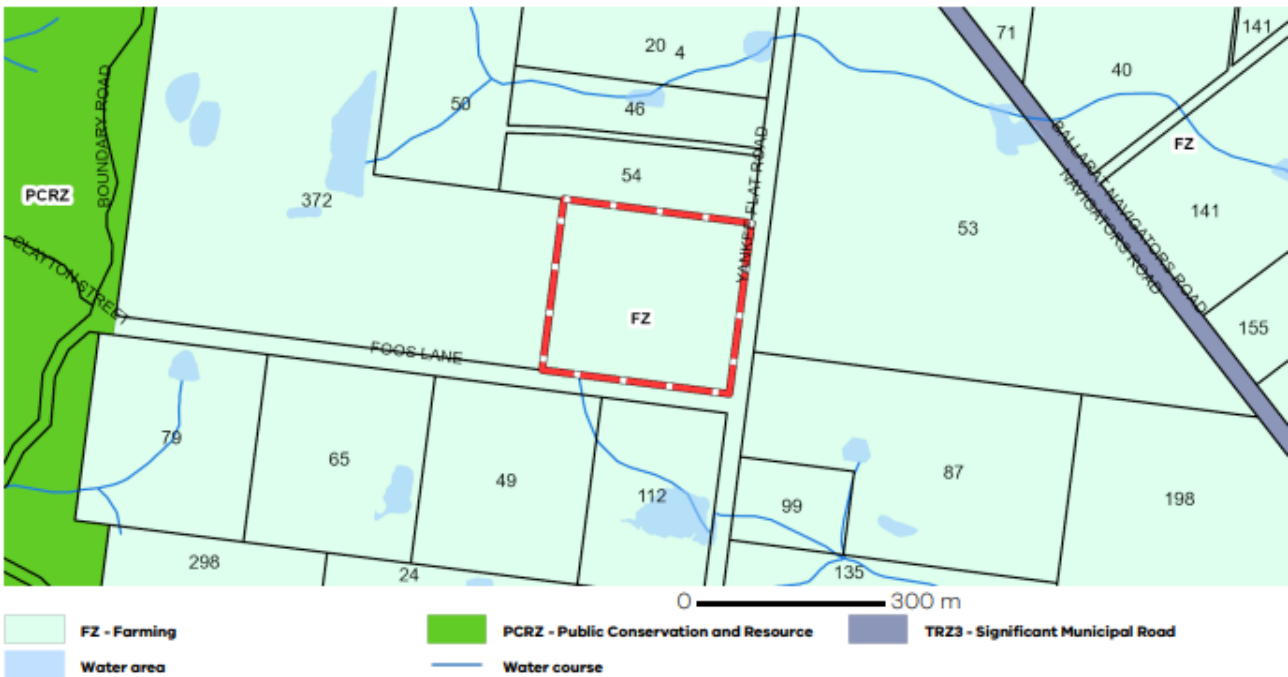 71
141
20 4
40
BOUNDARY ROAD
50
46
FZ
YANKEE FLAT ROAD
BALLARAT NAVIGATORS ROAD
NAVIGATORS ROAD
54
PCRZ
372
141
53
CLAYTON STREET
FZ
155
FOOS LANE
79
65
49
112
99
87
198
298
24
135
0 300 m
FZ - Farming
PCRZ - Public Conservation and Resource
TRZ3 - Significant Municipal Road
Water area
Water course